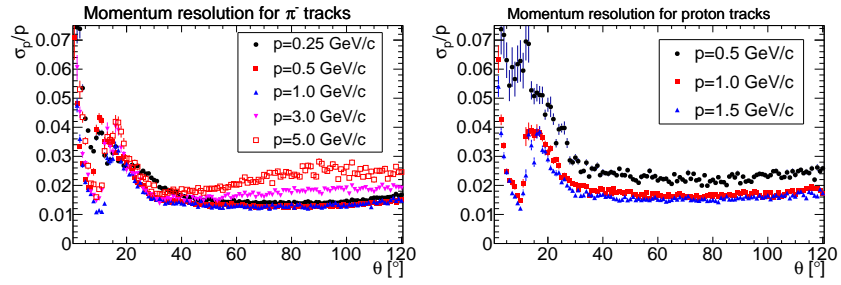 Momentum resolution for π⁻ tracks
σp/p
0.07
0.06
0.05
0.04
0.03
0.02
0.01
0
p=0.25 GeV/c
p=0.5 GeV/c
p=1.0 GeV/c
p=3.0 GeV/c
p=5.0 GeV/c
20 40 60 80 100 120
θ [°]
Momentum resolution for proton tracks
σp/p
0.07
0.06
0.05
0.04
0.03
0.02
0.01
0
p=0.5 GeV/c
p=1.0 GeV/c
p=1.5 GeV/c
20 40 60 80 100 120
θ [°]